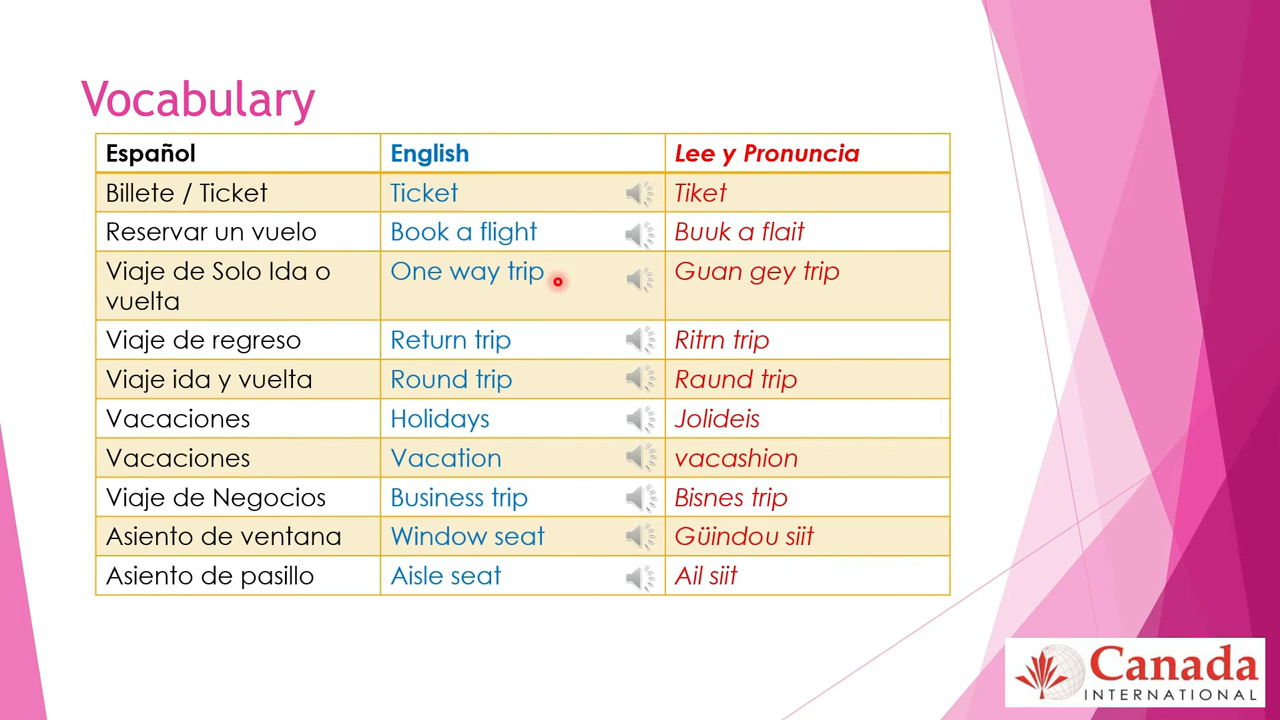 Vocabulary
Español English Lee y Pronuncia
Billete / Ticket Ticket Tiket
Reservar un vuelo Book a flight Buuk a flait
Viaje de Solo Ida o vuelta One way trip Guan gey trip
Viaje de regreso Return trip Ritrn trip
Viaje ida y vuelta Round trip Raund trip
Vacaciones Holidays Jolideis
Vacaciones Vacation vacashion
Viaje de Negocios Business trip Bisnes trip
Asiento de ventana Window seat Güindou siit
Asiento de pasillo Aisle seat Ail siit
Canada
INTERNATIONAL